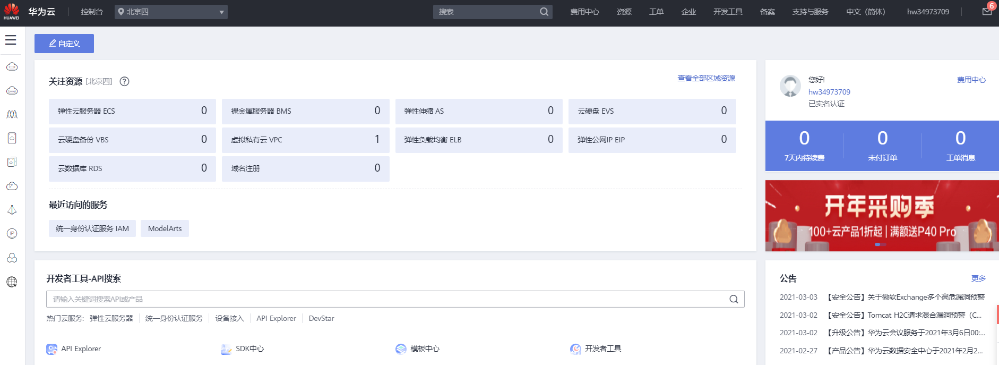 HUAWEI
华为云
控制台
北京四
搜索
费用中心
资源
工单
企业
开发工具
备案
支持与服务
中文（简体）
hw34973709
6
自定义
关注资源 [北京四] ?
查看全部区域资源
弹性云服务器 ECS 0
裸金属服务器 BMS 0
弹性伸缩 AS 0
云硬盘 EVS 0
云硬盘备份 VBS 0
虚拟私有云 VPC 1
弹性负载均衡 ELB 0
弹性公网IP EIP 0
云数据库 RDS 0
域名注册 0
最近访问的服务
统一身份认证服务 IAM
ModelArts
开发者工具-API搜索
请输入关键词搜索API或产品
热门云服务: 弹性云服务器 统一身份认证服务 设备接入 API Explorer DevStar
API Explorer
SDK中心
模板中心
开发者工具
您好!
费用中心
hw34973709
已实名认证
0 0 0
7天内待续费 未付订单 工单消息
开年采购季
100+云产品1折起 | 满额送P40 Pro
公告
更多
2021-03-03 【安全公告】关于微软Exchange多个高危漏洞预警
2021-03-02 【安全公告】Tomcat H2C请求混合漏洞预警（C...
2021-03-02 【升级公告】华为云会议服务于2021年3月6日00:...
2021-02-27 【产品公告】华为云数据安全中心于2021年2月2...
IP